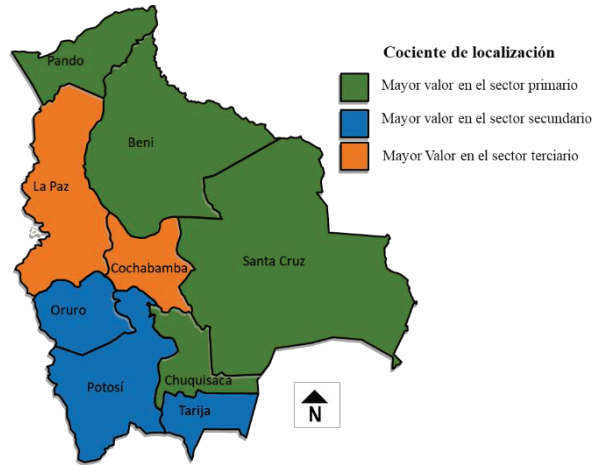 Cociente de localización
Mayor valor en el sector primario
Mayor valor en el sector secundario
Mayor Valor en el sector terciario
Pando
Beni
La Paz
Cochabamba
Santa Cruz
Oruro
Potosí
Chuquisaca
Tarija
N